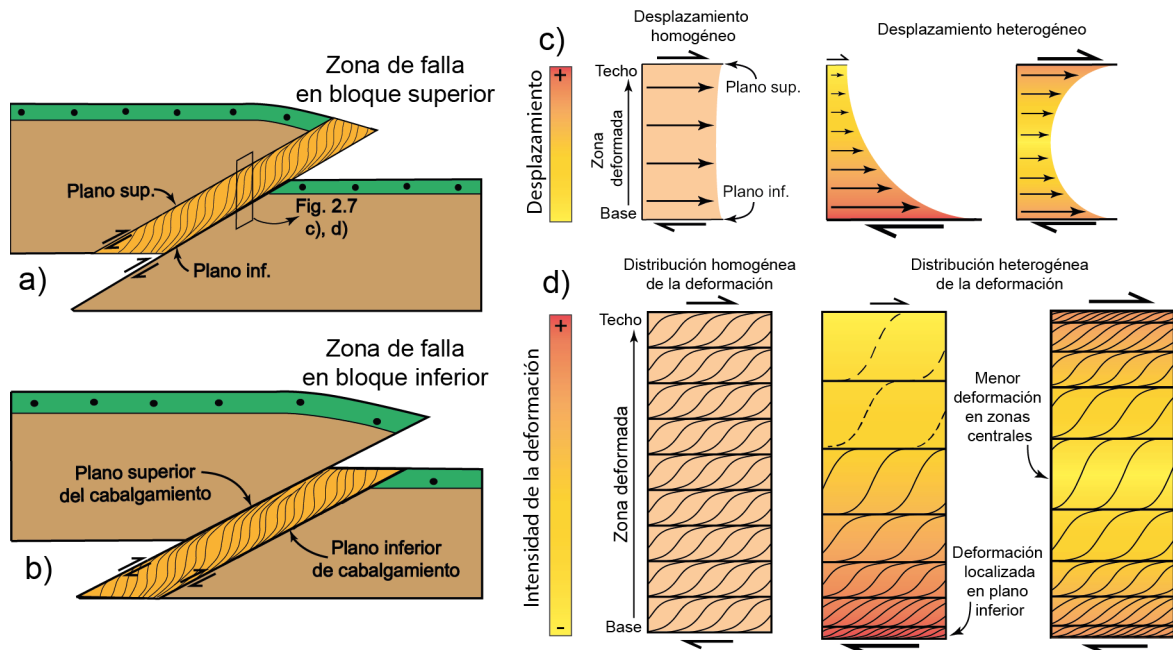 Zona de falla
en bloque superior
Plano sup.
Fig. 2.7
c), d)
Plano inf.
a)
Zona de falla
en bloque inferior
Plano superior
del cabalgamiento
Plano inferior
de cabalgamiento
b)
c)
Desplazamiento
homogéneo
Desplazamiento heterogéneo
Desplazamiento
+
Techo
Zona
deformada
Base
Plano sup.
Plano inf.
d)
Distribución homogénea
de la deformación
Distribución heterogénea
de la deformación
Intensidad de la deformación
+
-
Techo
Zona deformada
Base
Menor
deformación
en zonas
centrales
Deformación
localizada
en plano
inferior